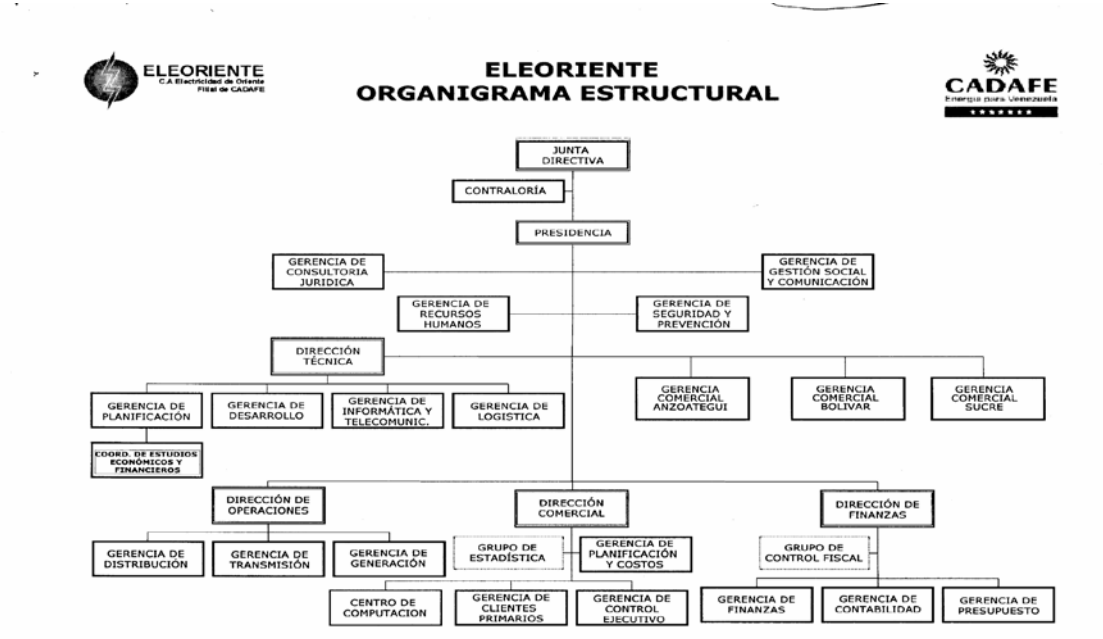 ELEORIENTE
C.A Electricidad de Oriente
Filial de CADAFE
ELEORIENTE
ORGANIGRAMA ESTRUCTURAL
CADAFE
Energía para Venezuela
JUNTA
DIRECTIVA
CONTRALORÍA
PRESIDENCIA
GERENCIA DE
CONSULTORIA
JURIDICA
GERENCIA DE
GESTIÓN SOCIAL
Y COMUNICACIÓN
GERENCIA DE
RECURSOS
HUMANOS
GERENCIA DE
SEGURIDAD Y
PREVENCIÓN
DIRECCIÓN
TÉCNICA
GERENCIA DE
PLANIFICACIÓN
GERENCIA DE
DESARROLLO
GERENCIA DE
INFORMÁTICA Y
TELECOMUNIC.
GERENCIA DE
LOGISTICA
GERENCIA
COMERCIAL
ANZOATEGUI
GERENCIA
COMERCIAL
BOLIVAR
GERENCIA
COMERCIAL
SUCRE
COORD. DE ESTUDIOS
ECONÓMICOS Y
FINANCIEROS
DIRECCIÓN DE
OPERACIONES
DIRECCIÓN
COMERCIAL
DIRECCIÓN DE
FINANZAS
GERENCIA DE
DISTRIBUCIÓN
GERENCIA DE
TRANSMISIÓN
GERENCIA DE
GENERACIÓN
GRUPO DE
ESTADÍSTICA
GERENCIA DE
PLANIFICACIÓN
Y COSTOS
GRUPO DE
CONTROL FISCAL
CENTRO DE
COMPUTACION
GERENCIA DE
CLIENTES
PRIMARIOS
GERENCIA DE
CONTROL
EJECUTIVO
GERENCIA DE
FINANZAS
GERENCIA DE
CONTABILIDAD
GERENCIA DE
PRESUPUESTO